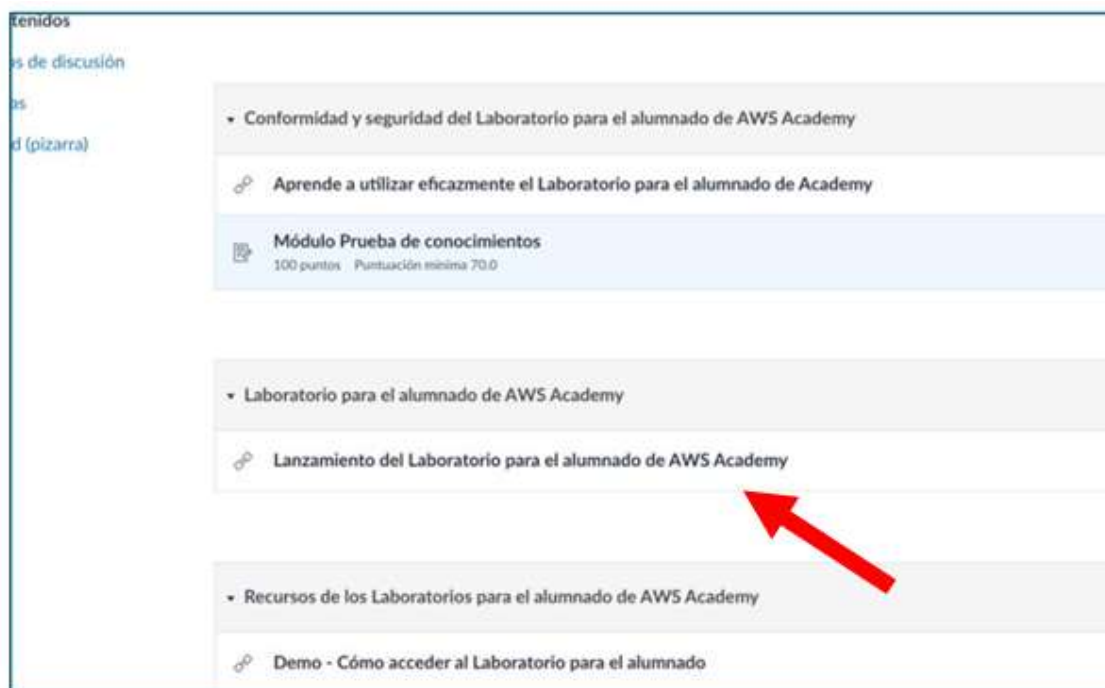 tenidos
s de discusión
as
d (pizarra)
Conformidad y seguridad del Laboratorio para el alumnado de AWS Academy
Aprende a utilizar eficazmente el Laboratorio para el alumnado de Academy
Módulo Prueba de conocimientos
100 puntos Puntuación mínima 70.0
Laboratorio para el alumnado de AWS Academy
Lanzamiento del Laboratorio para el alumnado de AWS Academy
Recursos de los Laboratorios para el alumnado de AWS Academy
Demo - Cómo acceder al Laboratorio para el alumnado